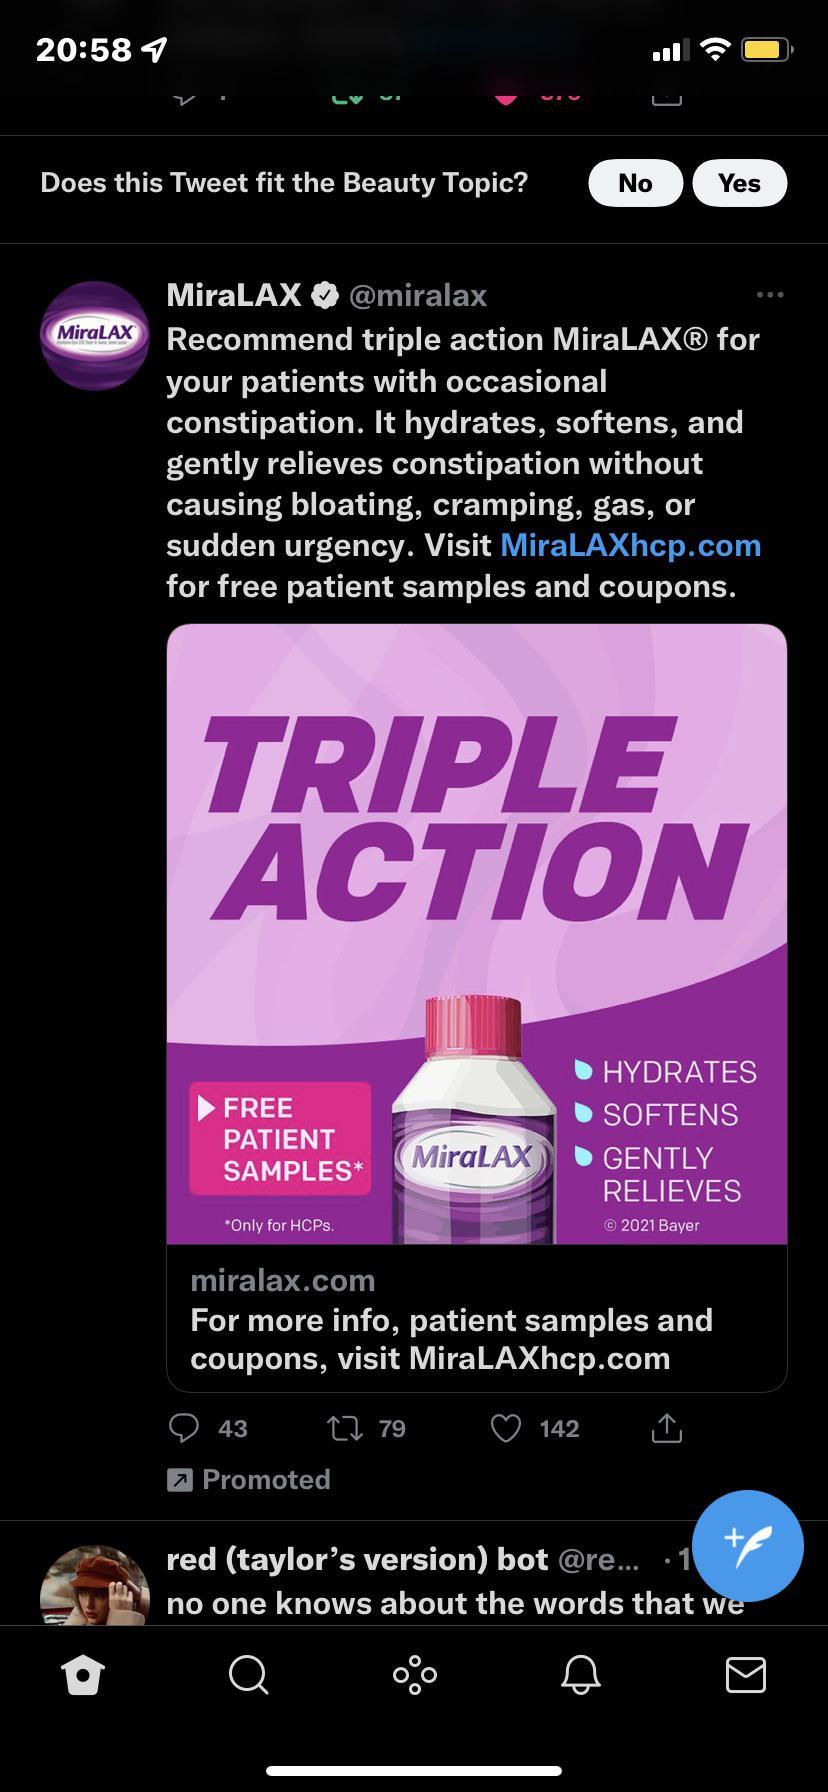 20:58
Does this Tweet fit the Beauty Topic?
No
Yes
MiraLAX @miralax
MiraLAX
Recommend triple action MiraLAX® for
your patients with occasional
constipation. It hydrates, softens, and
gently relieves constipation without
causing bloating, cramping, gas, or
sudden urgency. Visit MiraLAXhcp.com
for free patient samples and coupons.
TRIPLE
ACTION
FREE
PATIENT
SAMPLES*
*Only for HCPs.
MiraLAX
HYDRATES
SOFTENS
GENTLY
RELIEVES
© 2021 Bayer
miralax.com
For more info, patient samples and
coupons, visit MiraLAXhcp.com
43
79
142
Promoted
red (taylor’s version) bot @re... · 1
no one knows about the words that we